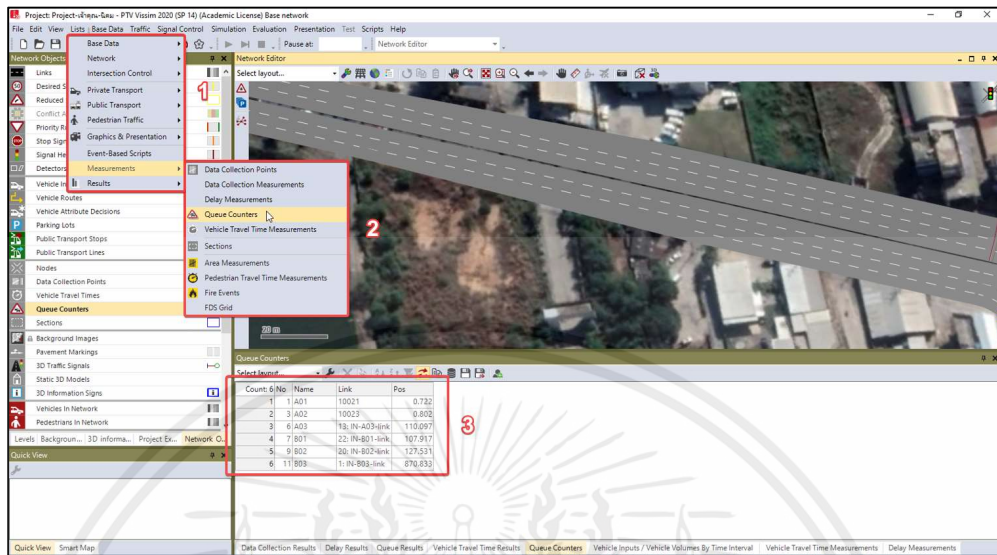 Project: Project-เจ้าคุณ-นิคม - PTV Vissim 2020 (SP 14) (Academic License) Base network
File Edit View Lists Base Data Traffic Signal Control Simulation Evaluation Presentation Test Scripts Help
Pause at: Network Editor
Network Objects
Links
Desired S
Reduced
Conflict A
Priority Ru
Stop Sign
Signal He
Detectors
Vehicle In
Vehicle Routes
Vehicle Attribute Decisions
Parking Lots
Public Transport Stops
Public Transport Lines
Nodes
Data Collection Points
Vehicle Travel Times
Queue Counters
Sections
Background Images
Pavement Markings
3D Traffic Signals
Static 3D Models
3D Information Signs
Vehicles In Network
Pedestrians In Network
Levels Backgroun... 3D informa... Project Ex... Network O...
Quick View
Quick View Smart Map
Base Data
Network
Intersection Control
Private Transport
Public Transport
Pedestrian Traffic
Graphics & Presentation
Event-Based Scripts
Measurements
Results
1
Data Collection Points
Data Collection Measurements
Delay Measurements
Queue Counters
Vehicle Travel Time Measurements
Sections
Area Measurements
Pedestrian Travel Time Measurements
Fire Events
FDS Grid
2
Network Editor
Select layout...
20 m
Queue Counters
Select layout...
Count: 6 No Name Link Pos
1 1 A01 10021 0.722
2 3 A02 10023 0.802
3 6 A03 13: IN-A03-link 110.097
4 7 B01 22: IN-B01-link 107.917
5 9 B02 20: IN-B02-link 127.531
6 11 B03 1: IN-B03-link 870.833
3
Data Collection Results Delay Results Queue Results Vehicle Travel Time Results Queue Counters Vehicle Inputs / Vehicle Volumes By Time Interval Vehicle Travel Time Measurements Delay Measurements